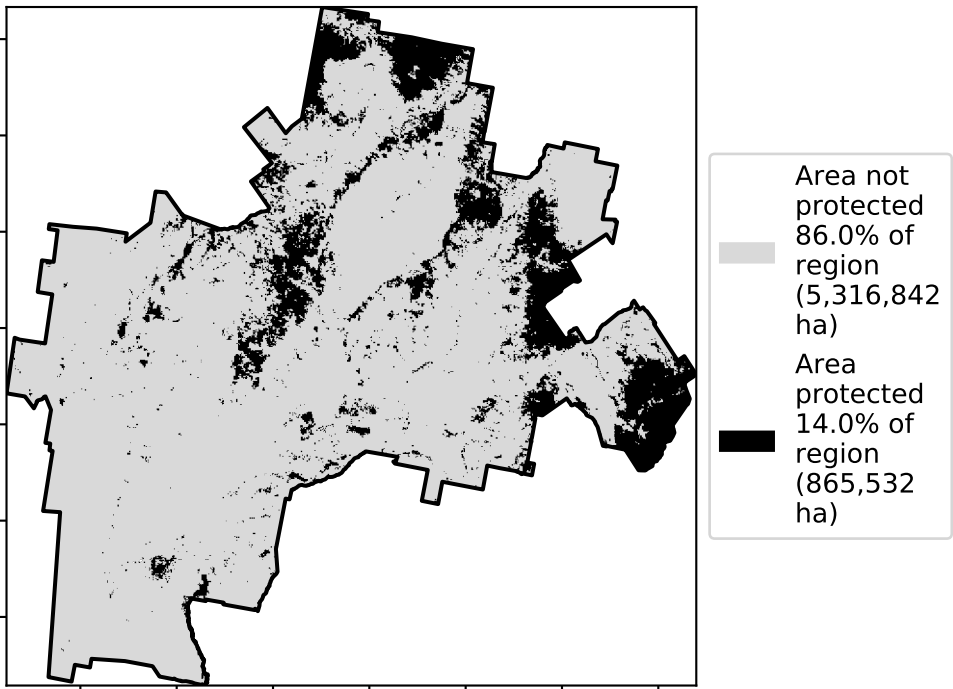 Area not
protected
86.0% of
region
(5,316,842
ha)
Area
protected
14.0% of
region
(865,532
ha)